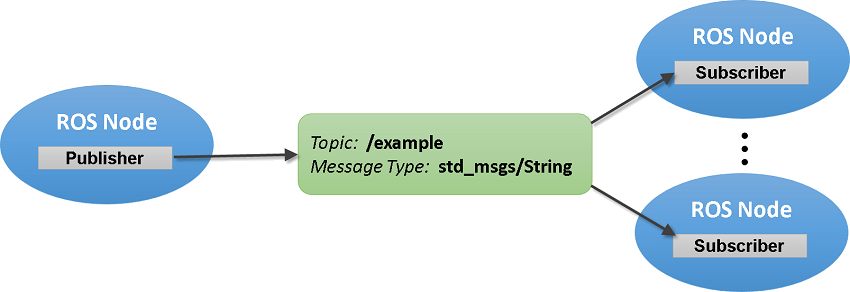 ROS Node
Publisher
Topic: /example
Message Type: std_msgs/String
ROS Node
Subscriber
ROS Node
Subscriber